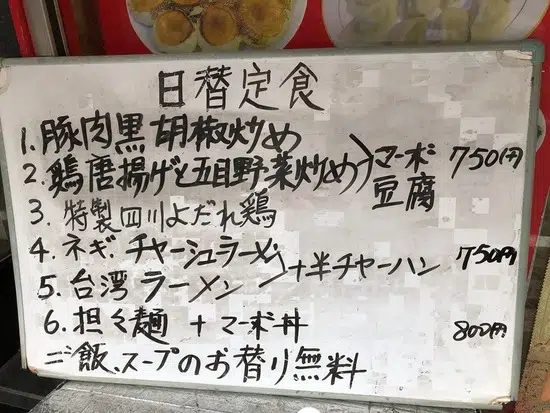 日替定食
1. 豚肉黒胡椒炒め
2. 鶏唐揚げと五目野菜炒め マーボ豆腐 750円
3. 特製四川よだれ鶏
4. ネギ.チャーシューラーメン
5. 台湾ラーメン +半チャーハン 750円
6. 担々麺 + マーボ丼 800円
ご飯、スープのお替り無料